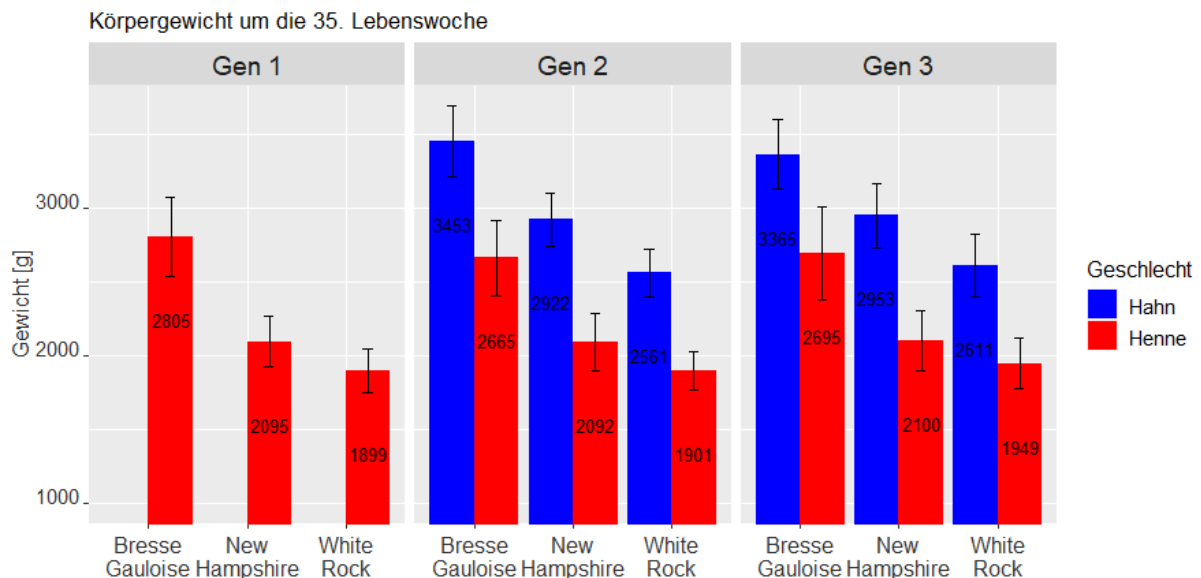 Körpergewicht um die 35. Lebenswoche
Gen 1
Gen 2
Gen 3
Gewicht [g]
3000
2000
1000
2805
2095
1899
3453
2665
2922
2092
2561
1901
3365
2695
2953
2100
2611
1949
Bresse
Gauloise
New
Hampshire
White
Rock
Bresse
Gauloise
New
Hampshire
White
Rock
Bresse
Gauloise
New
Hampshire
White
Rock
Geschlecht
Hahn
Henne